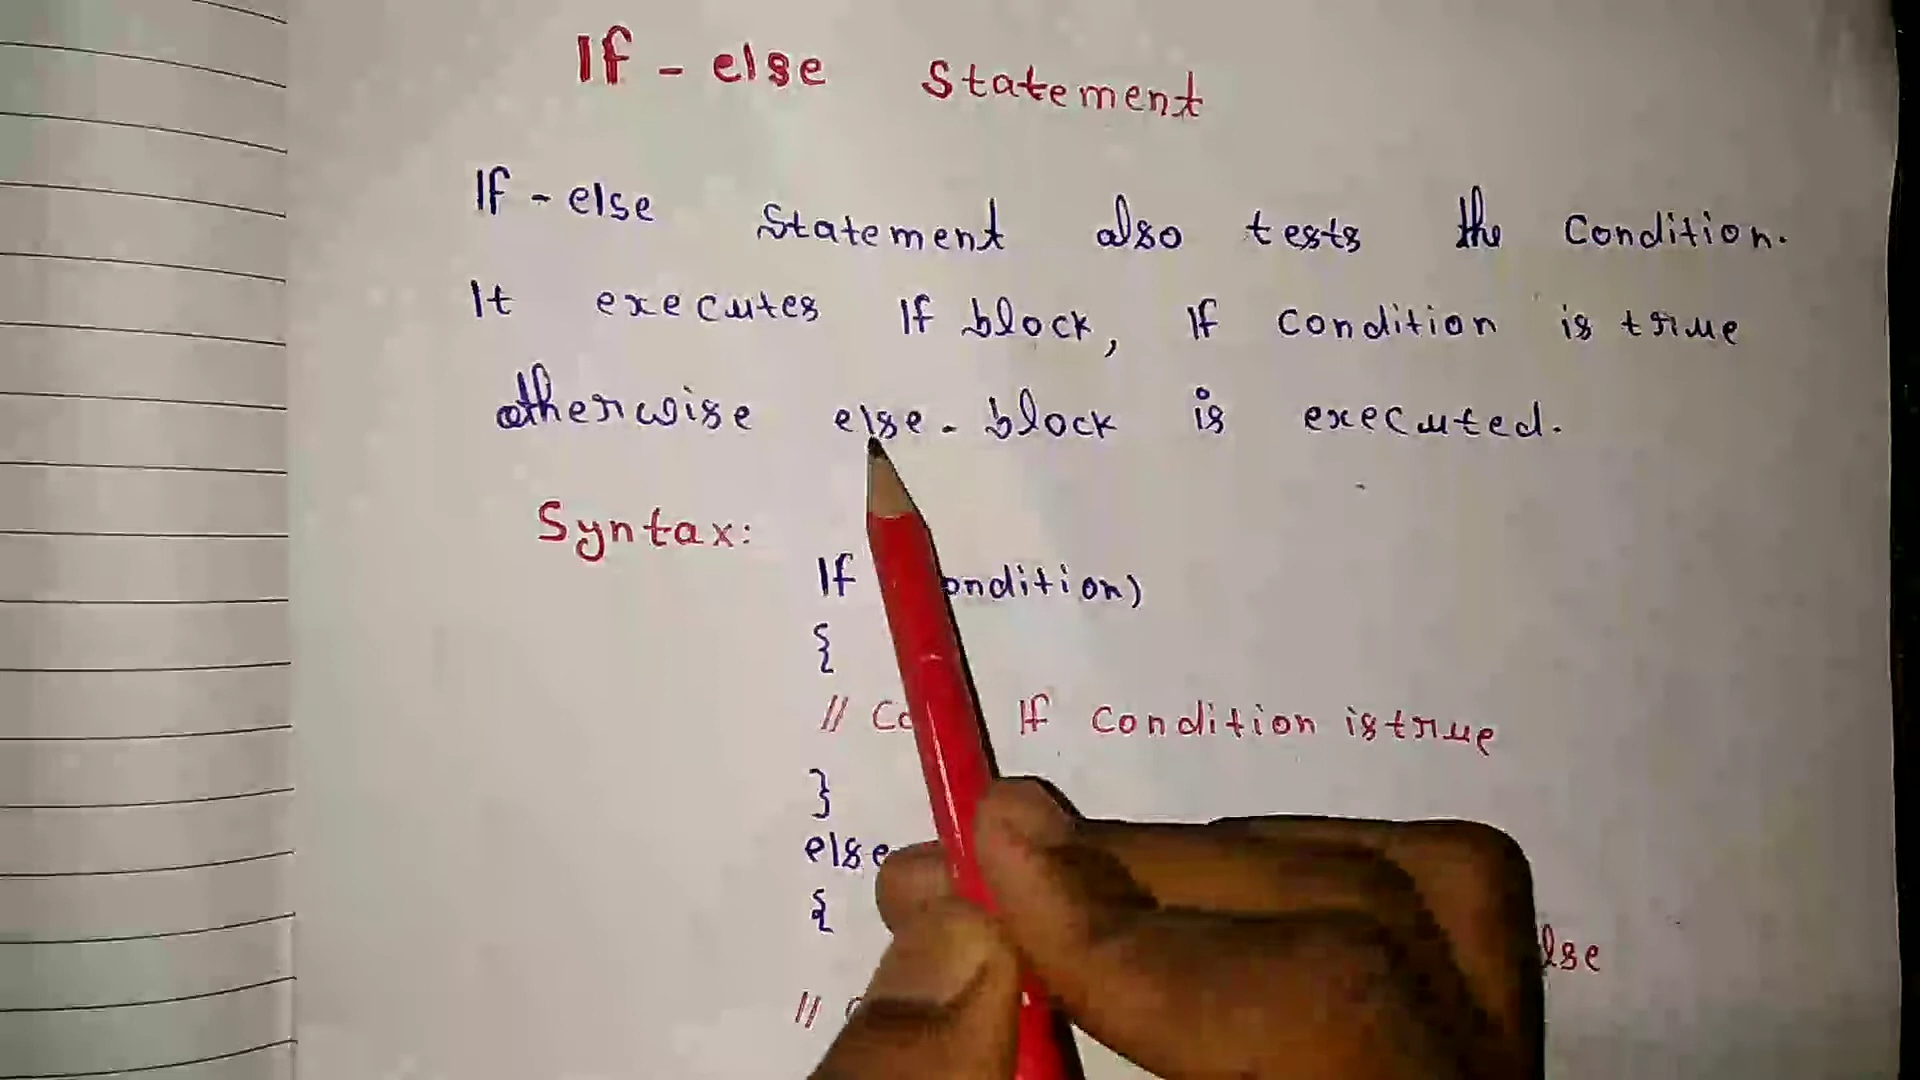 If - else Statement
If - else Statement also tests the Condition.
It executes If block, If Condition is true
otherwise else - block is executed.
Syntax:
If
{
// If Condition is true
}
else
{
//